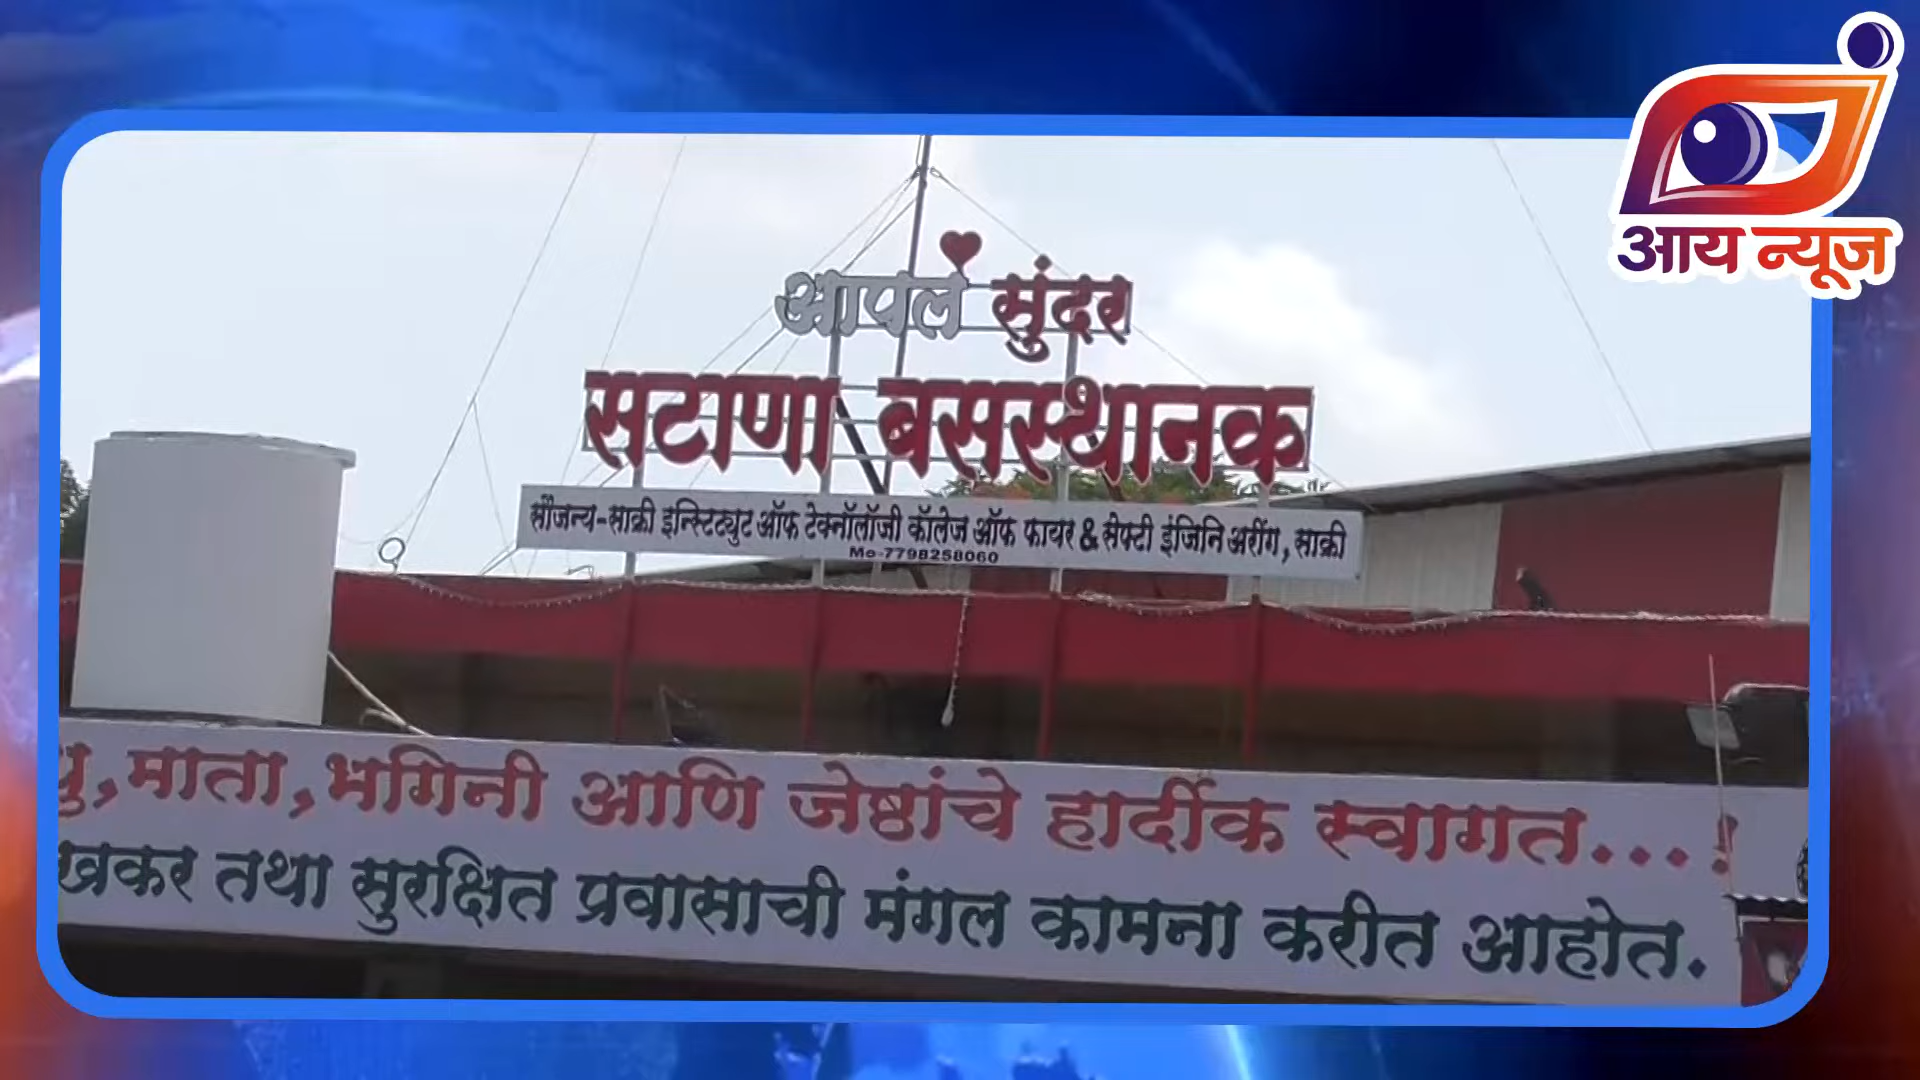 आय न्यूज
आपलं सुंदर
सटाणा बसस्थानक
सौजन्य-साक्री इन्स्टिट्युट ऑफ टेक्नॉलॉजी कॉलेज ऑफ फायर & सेफ्टी इंजिनिअरींग, साक्री
Mo-7798258060
,माता,भगिनी आणि जेष्ठांचे हार्दीक स्वागत...!
तथा सुरक्षित प्रवासाची मंगल कामना करीत आहोत.